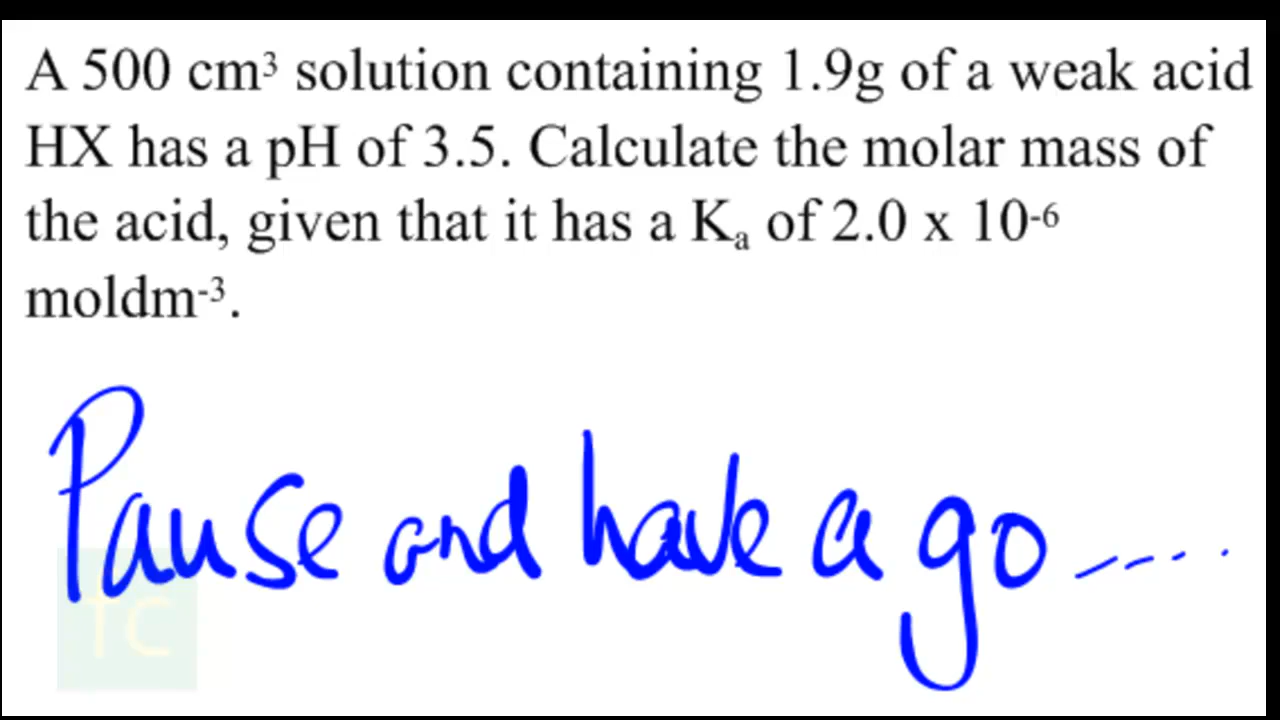 A 500 cm³ solution containing 1.9g of a weak acid
HX has a pH of 3.5. Calculate the molar mass of
the acid, given that it has a Kₐ of 2.0 x 10⁻⁶
moldm⁻³.
Pause and have a go ....
TC